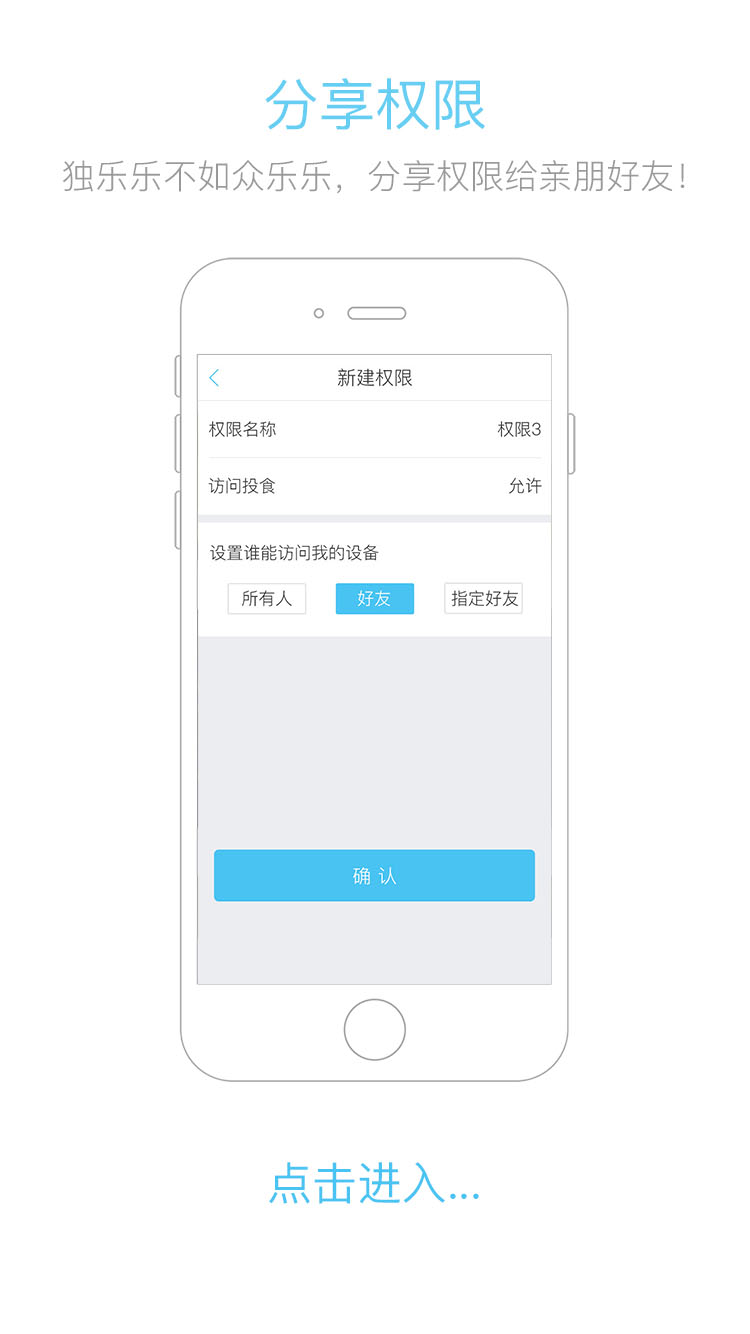 分享权限
独乐乐不如众乐乐，分享权限给亲朋好友！
新建权限
权限名称 权限3
访问投食 允许
设置谁能访问我的设备
所有人 好友 指定好友
确 认
点击进入...